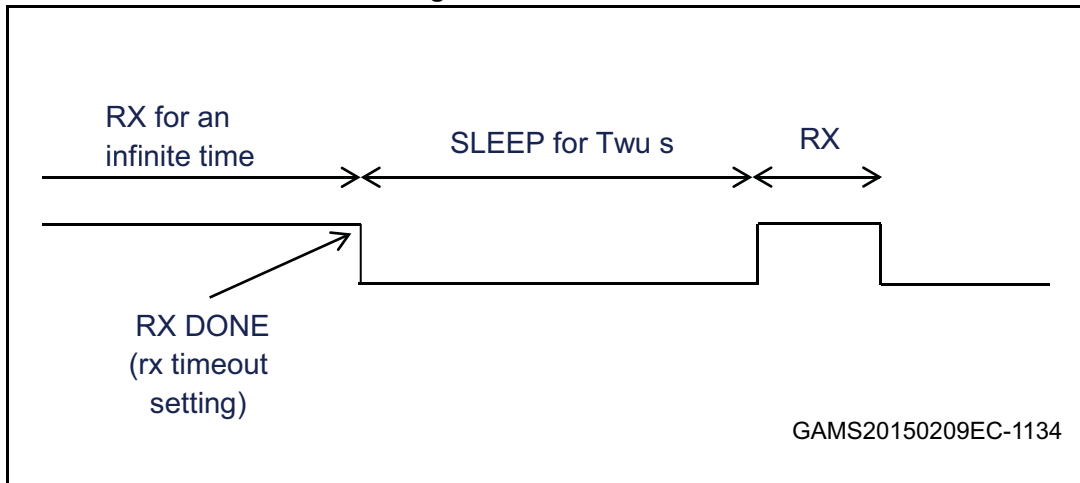 RX for an
infinite time
SLEEP for Twu s
RX
RX DONE
(rx timeout
setting)
GAMS20150209EC-1134